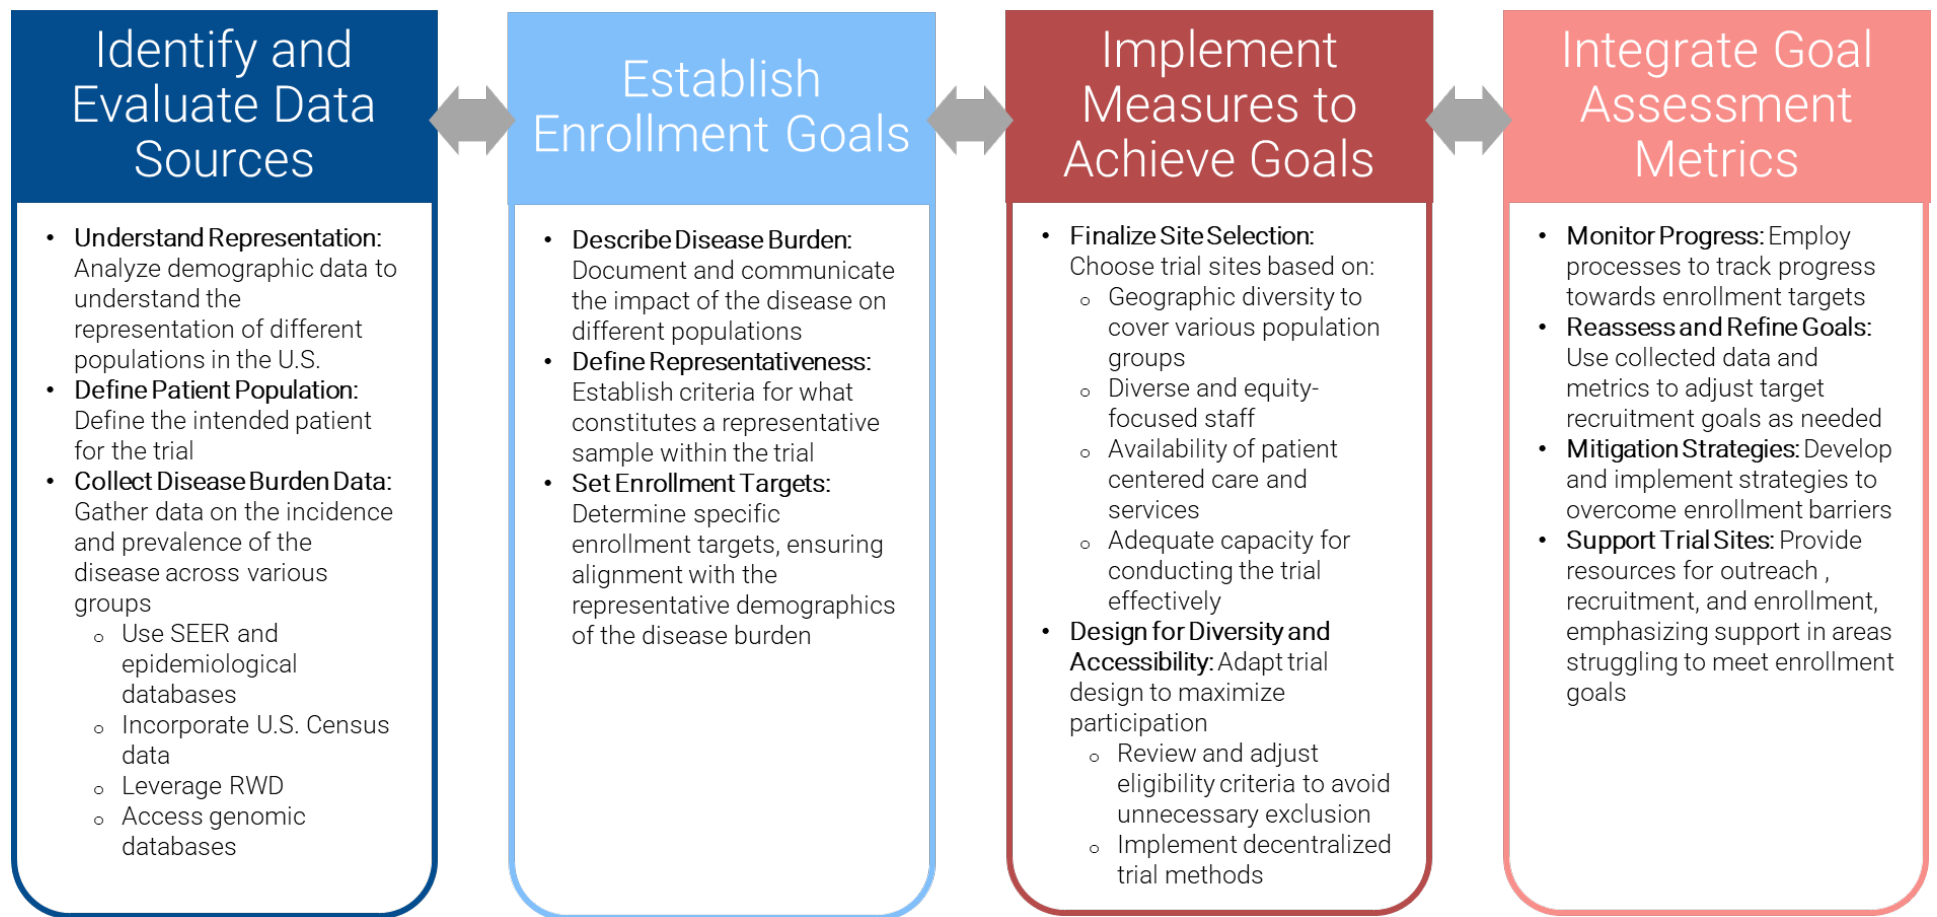 Identify and
Evaluate Data
Sources
• Understand Representation:
Analyze demographic data to
understand the
representation of different
populations in the U.S.
• Define Patient Population:
Define the intended patient
for the trial
• Collect Disease Burden Data:
Gather data on the incidence
and prevalence of the
disease across various
groups
o Use SEER and
epidemiological
databases
o Incorporate U.S. Census
data
o Leverage RWD
o Access genomic
databases
Establish
Enrollment Goals
• Describe Disease Burden:
Document and communicate
the impact of the disease on
different populations
• Define Representativeness:
Establish criteria for what
constitutes a representative
sample within the trial
• Set Enrollment Targets:
Determine specific
enrollment targets, ensuring
alignment with the
representative demographics
of the disease burden
Implement
Measures to
Achieve Goals
• Finalize Site Selection:
Choose trial sites based on:
o Geographic diversity to
cover various population
groups
o Diverse and equity-
focused staff
o Availability of patient
centered care and
services
o Adequate capacity for
conducting the trial
effectively
• Design for Diversity and
Accessibility: Adapt trial
design to maximize
participation
o Review and adjust
eligibility criteria to avoid
unnecessary exclusion
o Implement decentralized
trial methods
Integrate Goal
Assessment
Metrics
• Monitor Progress: Employ
processes to track progress
towards enrollment targets
• Reassess and Refine Goals:
Use collected data and
metrics to adjust target
recruitment goals as needed
• Mitigation Strategies: Develop
and implement strategies to
overcome enrollment barriers
• Support Trial Sites: Provide
resources for outreach ,
recruitment, and enrollment,
emphasizing support in areas
struggling to meet enrollment
goals